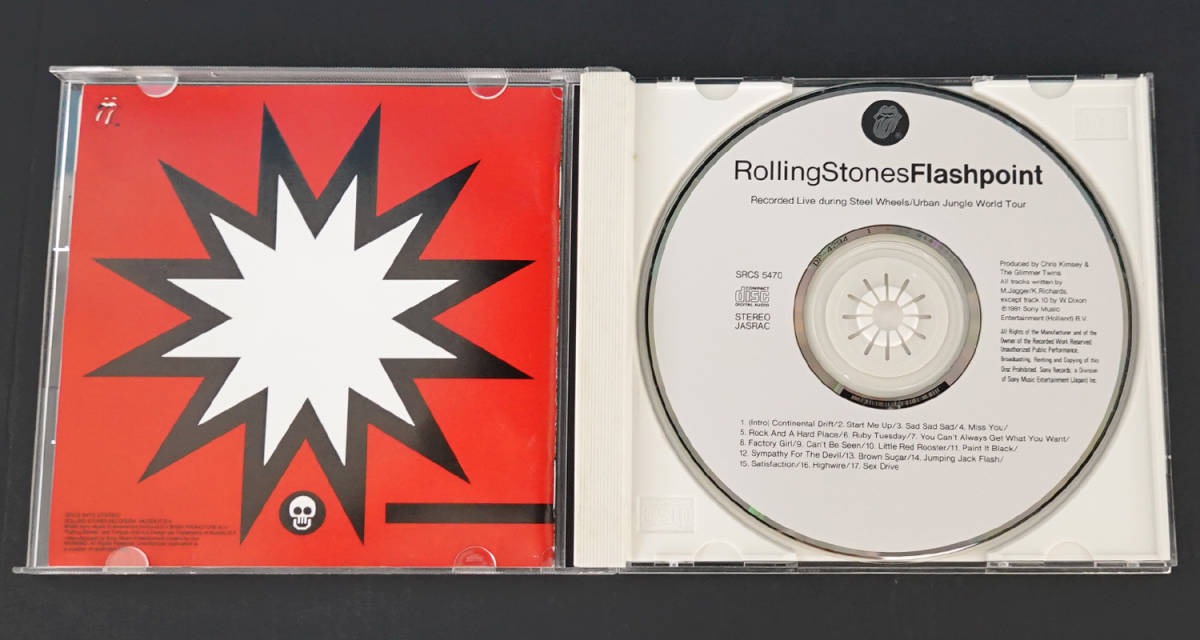 SRCS 5470 STEREO
RollingStonesFlashpoint
Recorded Live during Steel Wheels/Urban Jungle World Tour
SRCS 5470
COMPACT
disc
DIGITAL AUDIO
STEREO
JASRAC
Produced by Chris Kimsey &
The Glimmer Twins
All tracks written by
M.Jagger/K.Richards,
except track 10 by W.Dixon
℗1991 Sony Music
Entertainment (Holland) B.V.
All Rights of the Manufacturer and of the
Owner of the Recorded Work Reserved.
Unauthorized Public Performance,
Broadcasting, Renting and Copying of this
Disc Prohibited. Sony Records, a Division
of Sony Music Entertainment (Japan) Inc.
1. (Intro) Continental Drift/2. Start Me Up/3. Sad Sad Sad/4. Miss You/
5. Rock And A Hard Place/6. Ruby Tuesday/7. You Can't Always Get What You Want/
8. Factory Girl/9. Can't Be Seen/10. Little Red Rooster/11. Paint It Black/
12. Sympathy For The Devil/13. Brown Sugar/14. Jumping Jack Flash/
15. Satisfaction/16. Highwire/17. Sex Drive